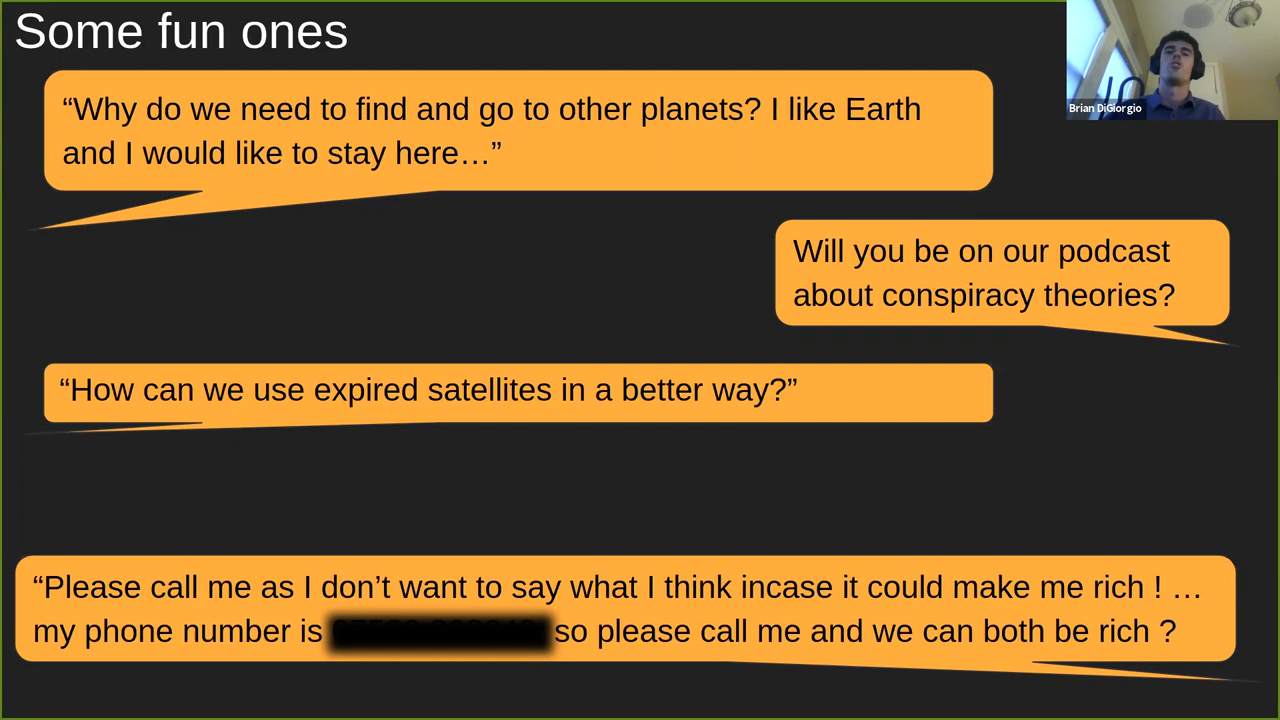 Some fun ones
Brian DiGiorgio
“Why do we need to find and go to other planets? I like Earth
and I would like to stay here…”
Will you be on our podcast
about conspiracy theories?
“How can we use expired satellites in a better way?”
“Please call me as I don’t want to say what I think incase it could make me rich ! …
my phone number is so please call me and we can both be rich ?